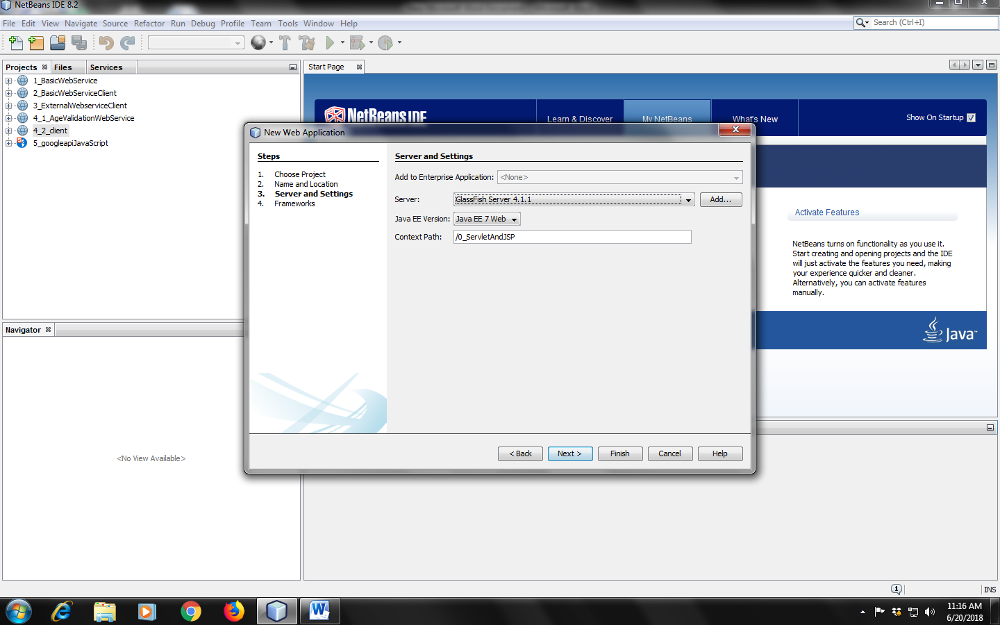 NetBeans IDE 8.2
File Edit View Navigate Source Refactor Run Debug Profile Team Tools Window Help
Search (Ctrl+I)
Projects Files Services
Start Page
1_BasicWebService
2_BasicWebServiceClient
3_ExternalWebserviceClient
4_1_AgeValidationWebService
4_2_client
5_googleapiJavaScript
NetBeans IDE
Learn & Discover
My NetBeans
What's New
Show On Startup
New Web Application
Steps
1. Choose Project
2. Name and Location
3. Server and Settings
4. Frameworks
Server and Settings
Add to Enterprise Application: <None>
Server: GlassFish Server 4.1.1 Add...
Java EE Version: Java EE 7 Web
Context Path: /0_ServletAndJSP
< Back Next > Finish Cancel Help
Activate Features
NetBeans turns on functionality as you use it.
Start creating and opening projects and the IDE
will just activate the features you need, making
your experience quicker and cleaner.
Alternatively, you can activate features
manually.
Java™
Navigator
<No View Available>
1
INS
11:16 AM
6/20/2018